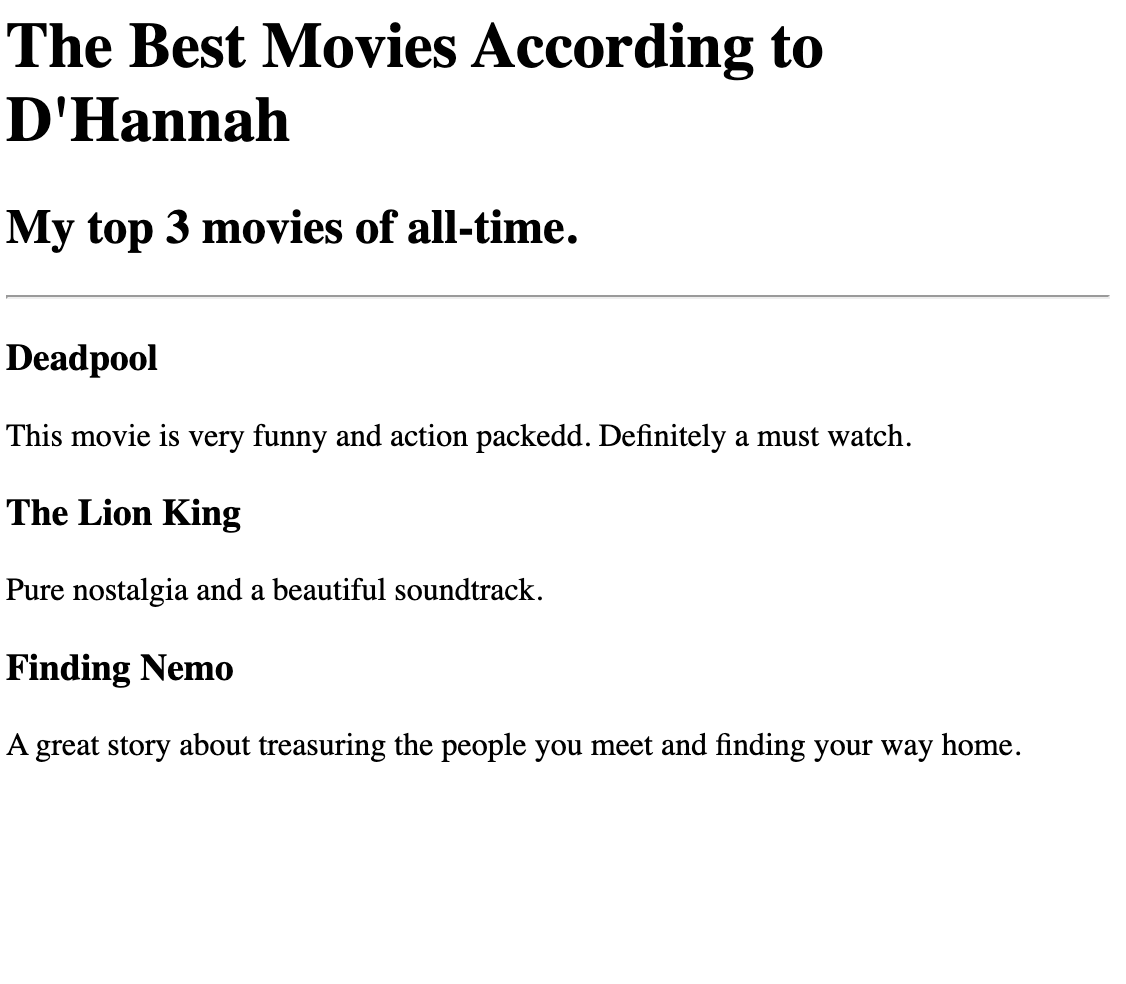 The Best Movies According to
D'Hannah
My top 3 movies of all-time.
Deadpool
This movie is very funny and action packedd. Definitely a must watch.
The Lion King
Pure nostalgia and a beautiful soundtrack.
Finding Nemo
A great story about treasuring the people you meet and finding your way home.